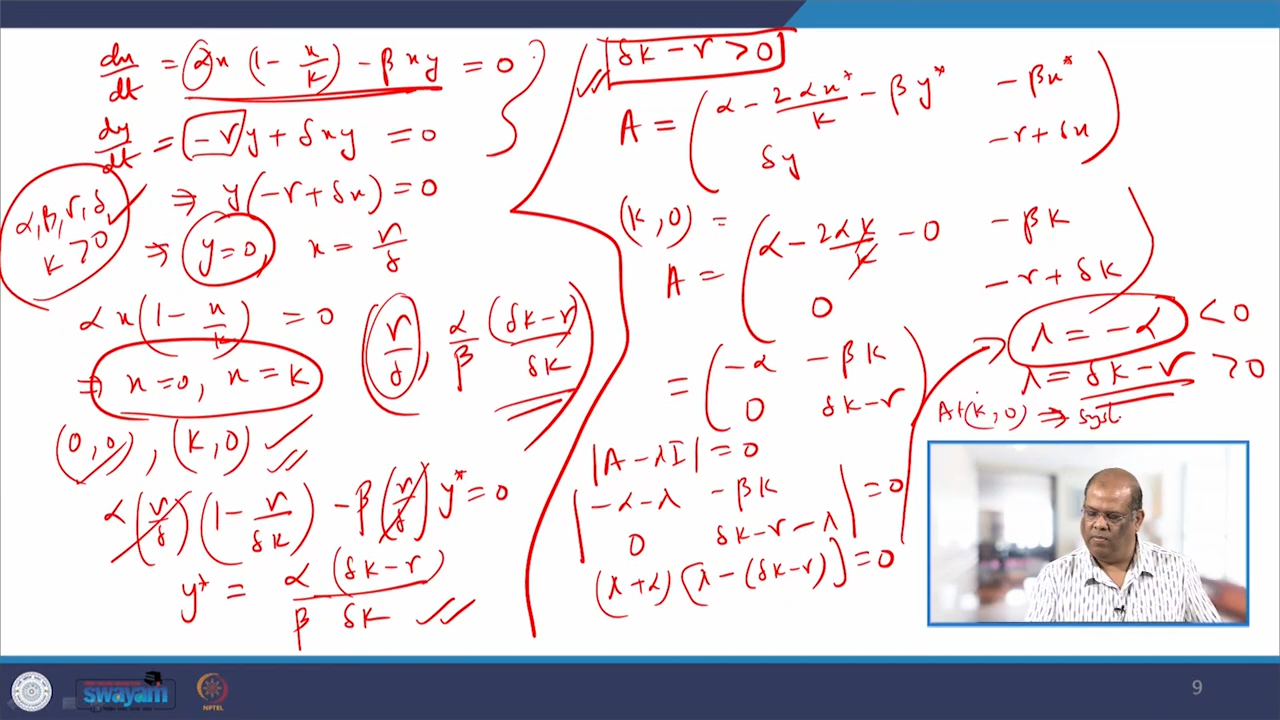 dx/dt = αx (1 - x/k) - βxy = 0
dy/dt = -ry + δxy = 0
α, β, r, δ, k > 0
⇒ y(-r + δx) = 0
⇒ y = 0, x = r/δ
αx(1 - x/k) = 0
⇒ x = 0, x = k
(r/δ, α/β (δk - r)/δk)
(0, 0), (k, 0)
α(r/δ)(1 - r/δk) - β(r/δ) y* = 0
y* = α(δk - r)/β δk
δk - r > 0
A = ( α - 2αx*/k - βy*   -βx*
δy   -r + δx )
(k, 0) =
A = ( α - 2αk/k - 0   -βk
0   -r + δk )
= ( -α   -βk
0   δk - r )
|A - λI| = 0
| -α - λ   -βk
0   δk - r - λ | = 0
(λ + α)[λ - (δk - r)] = 0
λ = -α < 0
λ = δk - r > 0
At (k, 0) ⇒ syst
swayam
NPTEL
9